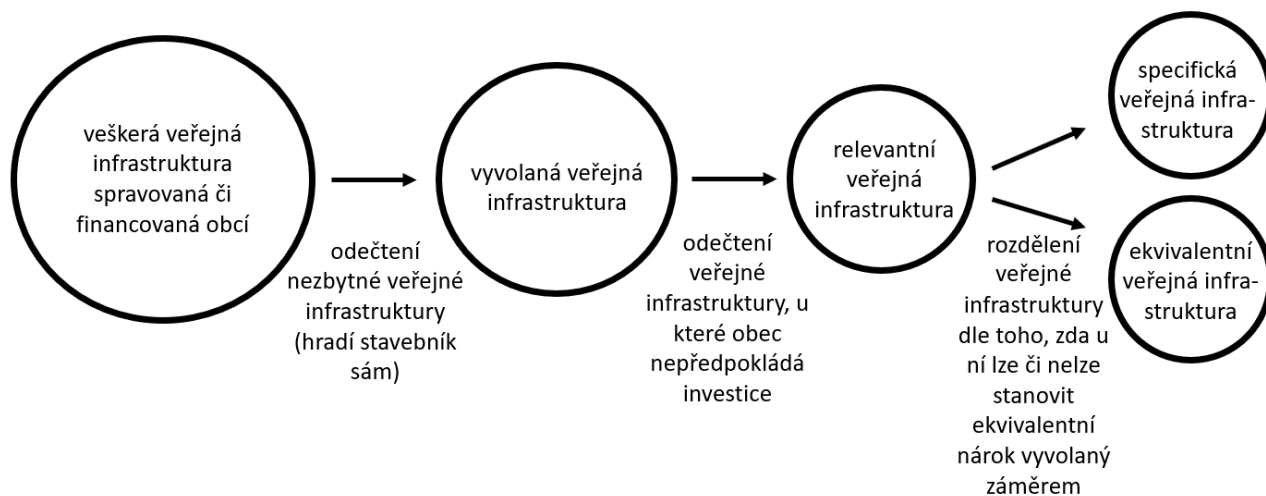 veškerá veřejná
infrastruktura
spravovaná či
financovaná obcí
odečtení
nezbytné veřejné
infrastruktury
(hradí stavebník
sám)
vyvolaná veřejná
infrastruktura
odečtení
veřejné
infrastruktury, u
které obec
nepředpokládá
investice
relevantní
veřejná
infrastruktura
rozdělení
veřejné
infrastruktury
dle toho, zda u
ní lze či nelze
stanovit
ekvivalentní
nárok vyvolaný
záměrem
specifická
veřejná infra-
struktura
ekvivalentní
veřejná infra-
struktura